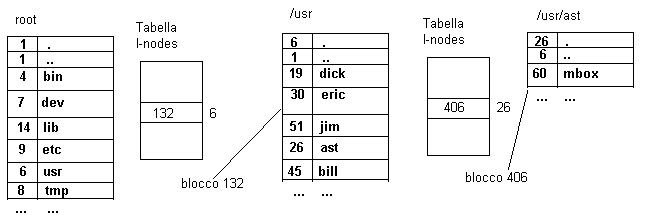 root
1 .
1 ..
4 bin
7 dev
14 lib
9 etc
6 usr
8 tmp
... ...
Tabella
I-nodes
132 6
/usr
6 .
1 ..
19 dick
30 eric
51 jim
26 ast
45 bill
... ...
blocco 132
Tabella
I-nodes
406 26
/usr/ast
26 .
6 ..
60 mbox
... ...
blocco 406